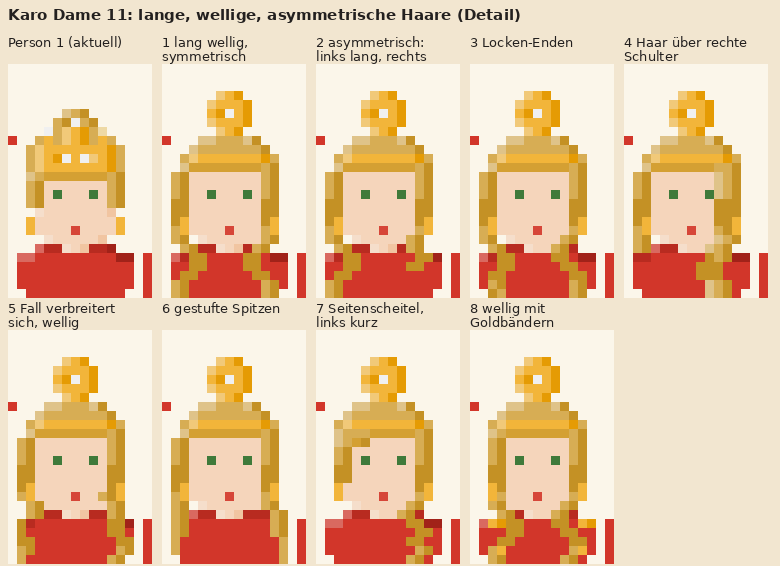 Karo Dame 11: lange, wellige, asymmetrische Haare (Detail)
Person 1 (aktuell)
1 lang wellig,
symmetrisch
2 asymmetrisch:
links lang, rechts
3 Locken-Enden
4 Haar über rechte
Schulter
5 Fall verbreitert
sich, wellig
6 gestufte Spitzen
7 Seitenscheitel,
links kurz
8 wellig mit
Goldbändern